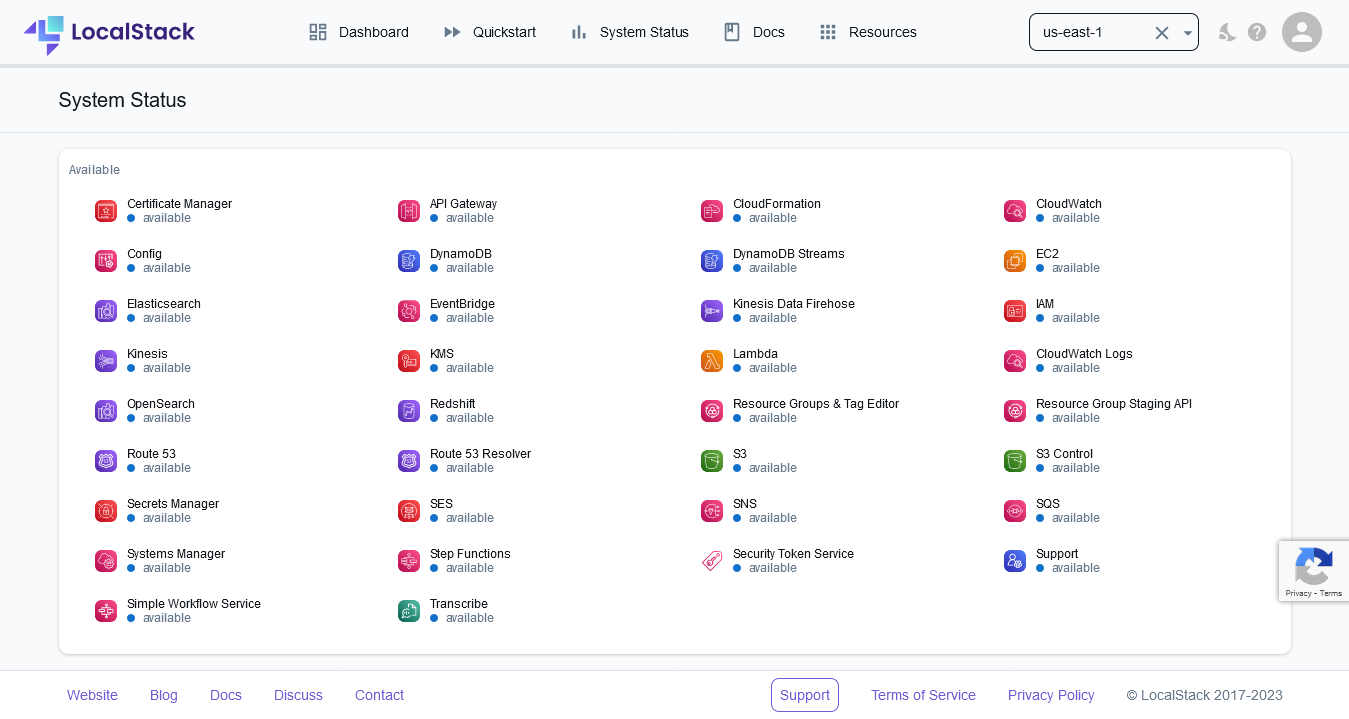 LocalStack
Dashboard
Quickstart
System Status
Docs
Resources
us-east-1
System Status
Available
Certificate Manager
available
API Gateway
available
CloudFormation
available
CloudWatch
available
Config
available
DynamoDB
available
DynamoDB Streams
available
EC2
available
Elasticsearch
available
EventBridge
available
Kinesis Data Firehose
available
IAM
available
Kinesis
available
KMS
available
Lambda
available
CloudWatch Logs
available
OpenSearch
available
Redshift
available
Resource Groups & Tag Editor
available
Resource Group Staging API
available
Route 53
available
Route 53 Resolver
available
S3
available
S3 Control
available
Secrets Manager
available
SES
available
SNS
available
SQS
available
Systems Manager
available
Step Functions
available
Security Token Service
available
Support
available
Simple Workflow Service
available
Transcribe
available
Privacy - Terms
Website
Blog
Docs
Discuss
Contact
Support
Terms of Service
Privacy Policy
© LocalStack 2017-2023